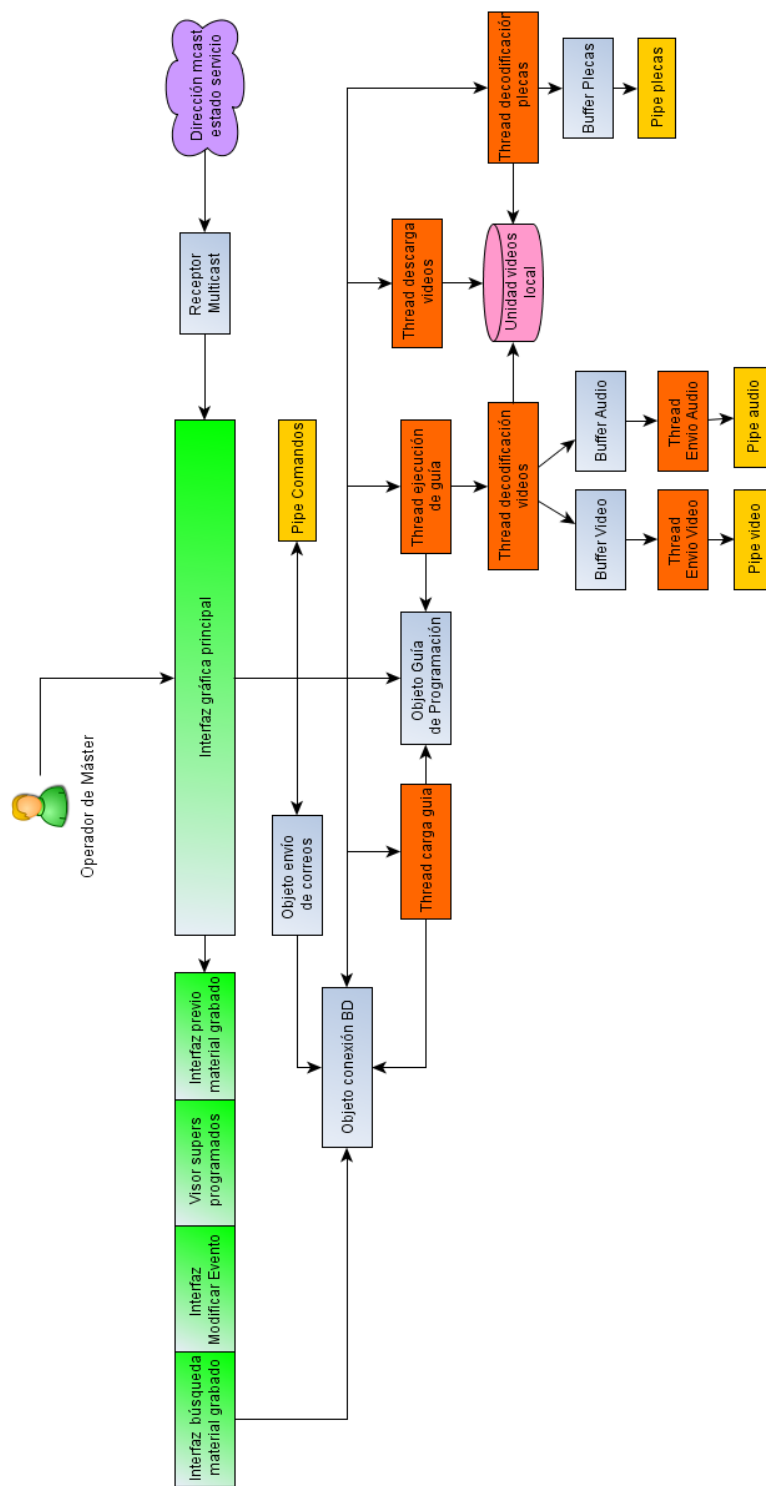 Operador de Máster
Interfaz búsqueda
material grabado
Interfaz
Modificar Evento
Visor supers
programados
Interfaz previo
material grabado
Interfaz gráfica principal
Receptor
Multicast
Dirección mcast
estado servicio
Objeto envío
de correos
Pipe Comandos
Objeto conexión BD
Thread carga guia
Objeto Guía
de Programación
Thread ejecución
de guía
Thread descarga
videos
Thread decodificación
videos
Unidad videos
local
Thread decodificación
plecas
Buffer Video
Buffer Audio
Buffer Plecas
Thread
Envio Video
Thread
Envio Audio
Pipe plecas
Pipe video
Pipe audio